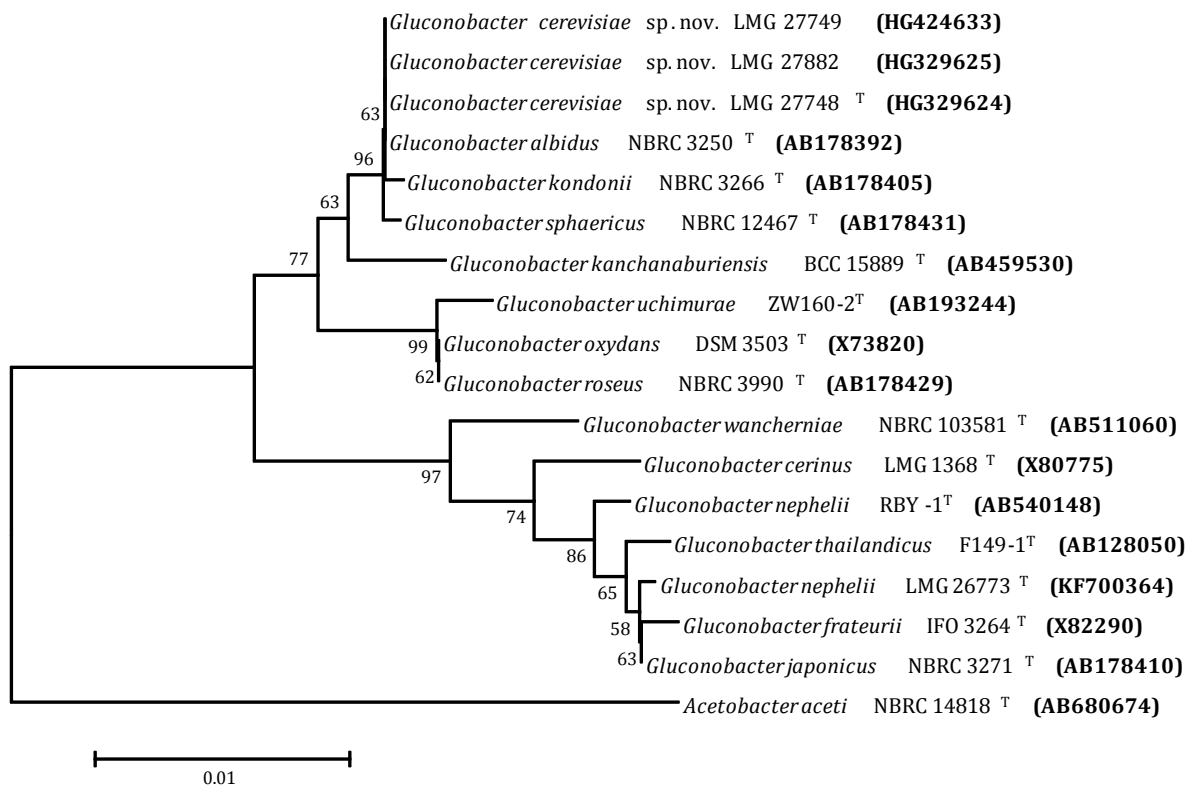 Gluconobacter cerevisiae sp. nov. LMG 27749 (HG424633)
Gluconobacter cerevisiae sp. nov. LMG 27882 (HG329625)
Gluconobacter cerevisiae sp. nov. LMG 27748 T (HG329624)
63
Gluconobacter albidus NBRC 3250 T (AB178392)
96
Gluconobacter kondonii NBRC 3266 T (AB178405)
63
Gluconobacter sphaericus NBRC 12467 T (AB178431)
77
Gluconobacter kanchanaburiensis BCC 15889 T (AB459530)
Gluconobacter uchimurae ZW160-2T (AB193244)
99
Gluconobacter oxydans DSM 3503 T (X73820)
62
Gluconobacter roseus NBRC 3990 T (AB178429)
Gluconobacter wancherniae NBRC 103581 T (AB511060)
97
Gluconobacter cerinus LMG 1368 T (X80775)
74
Gluconobacter nephelii RBY -1T (AB540148)
86
Gluconobacter thailandicus F149-1T (AB128050)
65
Gluconobacter nephelii LMG 26773 T (KF700364)
58
Gluconobacter frateurii IFO 3264 T (X82290)
63
Gluconobacter japonicus NBRC 3271 T (AB178410)
Acetobacter aceti NBRC 14818 T (AB680674)
0.01